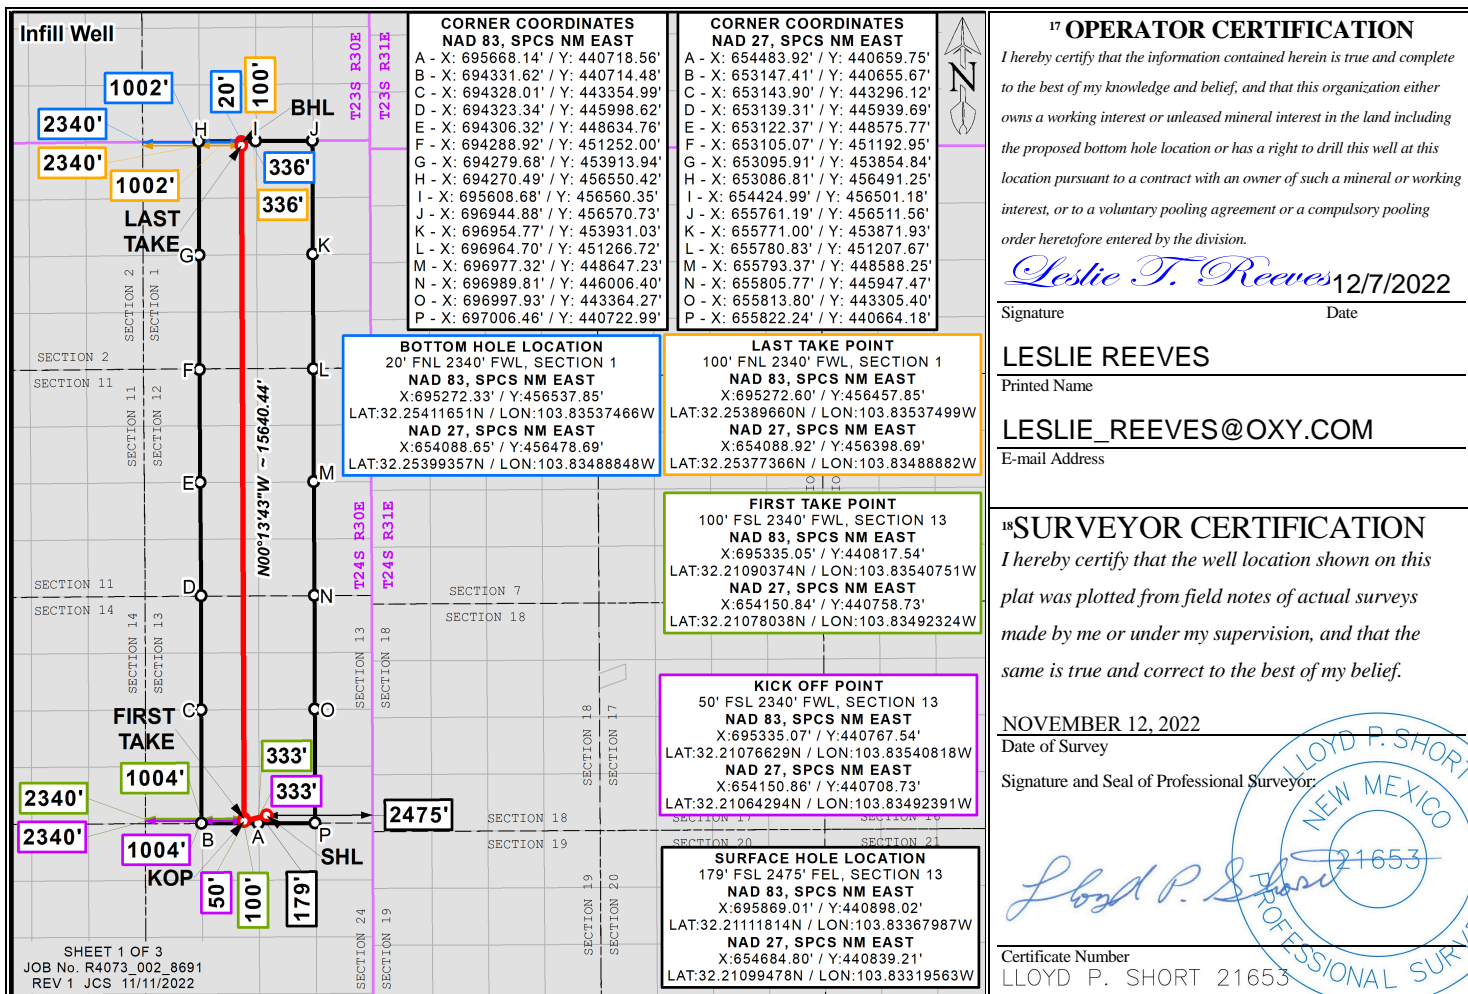 Infill Well
1002'
20'
100'
BHL
2340'
H
I
J
2340'
1002'
336'
336'
LAST
TAKE
G
K
SECTION 2
SECTION 1
SECTION 2
SECTION 11
F
L
SECTION 11
SECTION 12
E
M
N00°13'43"W ~ 15640.44'
T23S R30E
T23S R31E
T24S R30E
T24S R31E
SECTION 11
SECTION 14
D
N
SECTION 7
SECTION 18
SECTION 14
SECTION 13
SECTION 13
SECTION 18
C
O
FIRST
TAKE
333'
1004'
333'
2340'
2340'
2475'
B
A
P
1004'
KOP
SHL
50'
100'
179'
SECTION 18
SECTION 17
SECTION 18
SECTION 19
SECTION 17
SECTION 16
SECTION 20
SECTION 21
SECTION 19
SECTION 20
SECTION 24
SECTION 19
SHEET 1 OF 3
JOB No. R4073_002_8691
REV 1 JCS 11/11/2022
CORNER COORDINATES
NAD 83, SPCS NM EAST
A - X: 695668.14' / Y: 440718.56'
B - X: 694331.62' / Y: 440714.48'
C - X: 694328.01' / Y: 443354.99'
D - X: 694323.34' / Y: 445998.62'
E - X: 694306.32' / Y: 448634.76'
F - X: 694288.92' / Y: 451252.00'
G - X: 694279.68' / Y: 453913.94'
H - X: 694270.49' / Y: 456550.42'
I - X: 695608.68' / Y: 456560.35'
J - X: 696944.88' / Y: 456570.73'
K - X: 696954.77' / Y: 453931.03'
L - X: 696964.70' / Y: 451266.72'
M - X: 696977.32' / Y: 448647.23'
N - X: 696989.81' / Y: 446006.40'
O - X: 696997.93' / Y: 443364.27'
P - X: 697006.46' / Y: 440722.99'
CORNER COORDINATES
NAD 27, SPCS NM EAST
A - X: 654483.92' / Y: 440659.75'
B - X: 653147.41' / Y: 440655.67'
C - X: 653143.90' / Y: 443296.12'
D - X: 653139.31' / Y: 445939.69'
E - X: 653122.37' / Y: 448575.77'
F - X: 653105.07' / Y: 451192.95'
G - X: 653095.91' / Y: 453854.84'
H - X: 653086.81' / Y: 456491.25'
I - X: 654424.99' / Y: 456501.18'
J - X: 655761.19' / Y: 456511.56'
K - X: 655771.00' / Y: 453871.93'
L - X: 655780.83' / Y: 451207.67'
M - X: 655793.37' / Y: 448588.25'
N - X: 655805.77' / Y: 445947.47'
O - X: 655813.80' / Y: 443305.40'
P - X: 655822.24' / Y: 440664.18'
N
BOTTOM HOLE LOCATION
20' FNL 2340' FWL, SECTION 1
NAD 83, SPCS NM EAST
X:695272.33' / Y:456537.85'
LAT:32.25411651N / LON:103.83537466W
NAD 27, SPCS NM EAST
X:654088.65' / Y:456478.69'
LAT:32.25399357N / LON:103.83488848W
LAST TAKE POINT
100' FNL 2340' FWL, SECTION 1
NAD 83, SPCS NM EAST
X:695272.60' / Y:456457.85'
LAT:32.25389660N / LON:103.83537499W
NAD 27, SPCS NM EAST
X:654088.92' / Y:456398.69'
LAT:32.25377366N / LON:103.83488882W
FIRST TAKE POINT
100' FSL 2340' FWL, SECTION 13
NAD 83, SPCS NM EAST
X:695335.05' / Y:440817.54'
LAT:32.21090374N / LON:103.83540751W
NAD 27, SPCS NM EAST
X:654150.84' / Y:440758.73'
LAT:32.21078038N / LON:103.83492324W
KICK OFF POINT
50' FSL 2340' FWL, SECTION 13
NAD 83, SPCS NM EAST
X:695335.07' / Y:440767.54'
LAT:32.21076629N / LON:103.83540818W
NAD 27, SPCS NM EAST
X:654150.86' / Y:440708.73'
LAT:32.21064294N / LON:103.83492391W
SURFACE HOLE LOCATION
179' FSL 2475' FEL, SECTION 13
NAD 83, SPCS NM EAST
X:695869.01' / Y:440898.02'
LAT:32.21111814N / LON:103.83367987W
NAD 27, SPCS NM EAST
X:654684.80' / Y:440839.21'
LAT:32.21099478N / LON:103.83319563W
17 OPERATOR CERTIFICATION
I hereby certify that the information contained herein is true and complete
to the best of my knowledge and belief, and that this organization either
owns a working interest or unleased mineral interest in the land including
the proposed bottom hole location or has a right to drill this well at this
location pursuant to a contract with an owner of such a mineral or working
interest, or to a voluntary pooling agreement or a compulsory pooling
order heretofore entered by the division.
Leslie T. Reeves 12/7/2022
Signature Date
LESLIE REEVES
Printed Name
LESLIE_REEVES@OXY.COM
E-mail Address
18 SURVEYOR CERTIFICATION
I hereby certify that the well location shown on this
plat was plotted from field notes of actual surveys
made by me or under my supervision, and that the
same is true and correct to the best of my belief.
NOVEMBER 12, 2022
Date of Survey
Signature and Seal of Professional Surveyor:
Lloyd P. Short
LLOYD P. SHORT
NEW MEXICO
21653
PROFESSIONAL SURVE
Certificate Number
LLOYD P. SHORT 21653